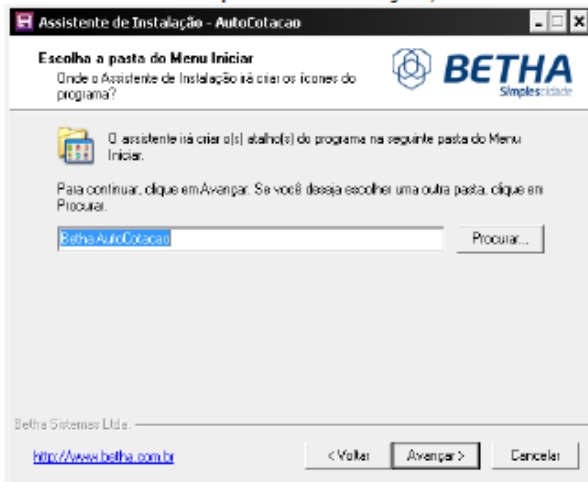 Assistente de Instalação - AutoCotacao
Escolha a pasta do Menu Iniciar
Onde o Assistente de Instalação irá criar os ícones do
programa?
BETHA
Simplescidade
O assistente irá criar o(s) atalho(s) do programa na seguinte pasta do Menu
Iniciar.
Para continuar, clique em Avançar. Se você deseja escolher uma outra pasta, clique em
Procurar.
Betha AutoCotacao
Procurar...
Betha Sistemas Ltda.
http://www.betha.com.br
< Voltar
Avançar >
Cancelar